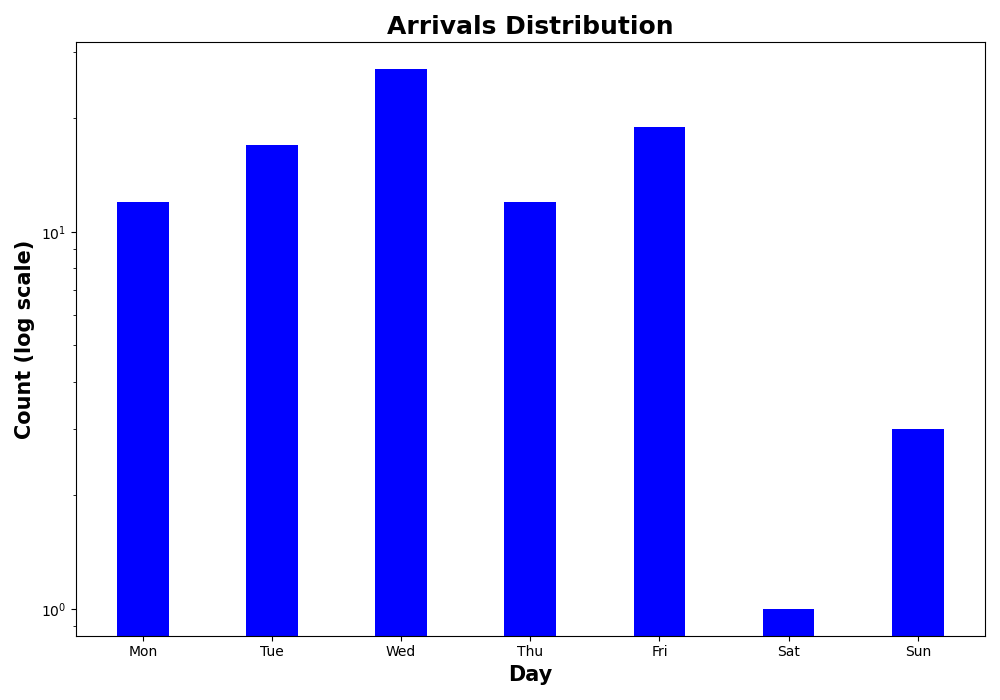 Arrivals Distribution
Count (log scale)
10¹
10⁰
Mon Tue Wed Thu Fri Sat Sun
Day